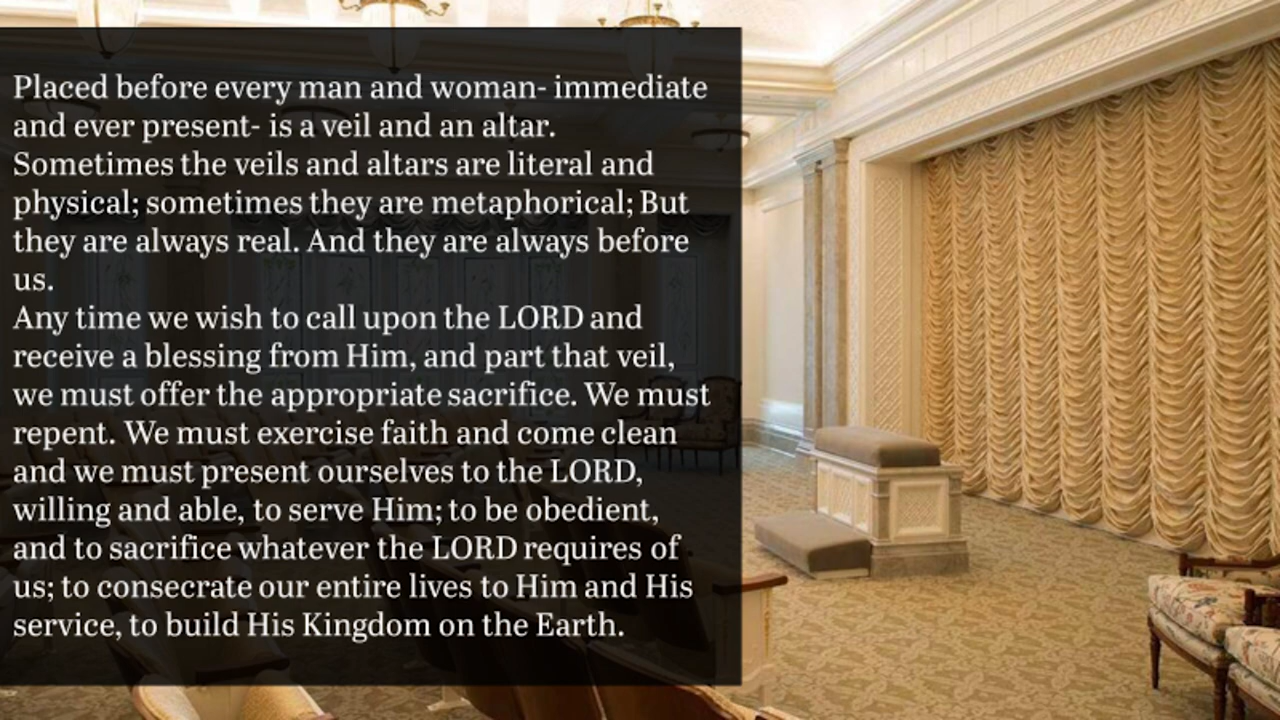 Placed before every man and woman- immediate
and ever present- is a veil and an altar.
Sometimes the veils and altars are literal and
physical; sometimes they are metaphorical; But
they are always real. And they are always before
us.
Any time we wish to call upon the LORD and
receive a blessing from Him, and part that veil,
we must offer the appropriate sacrifice. We must
repent. We must exercise faith and come clean
and we must present ourselves to the LORD,
willing and able, to serve Him; to be obedient,
and to sacrifice whatever the LORD requires of
us; to consecrate our entire lives to Him and His
service, to build His Kingdom on the Earth.